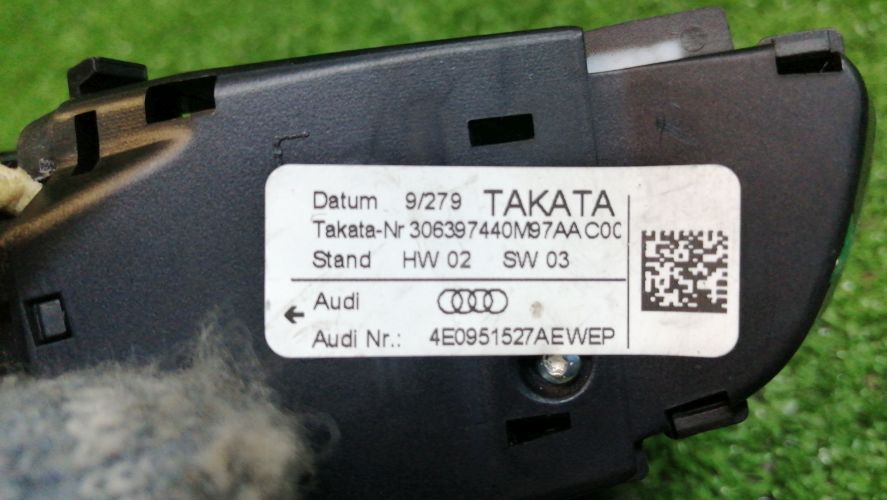 Datum 9/279 TAKATA
Takata-Nr 306397440M97AA C00
Stand HW 02 SW 03
Audi
Audi Nr.: 4E0951527AEWEP